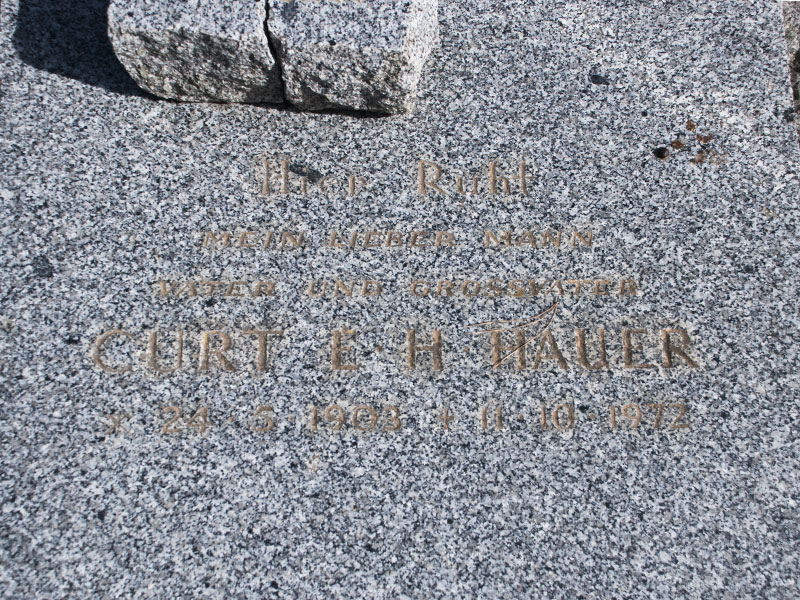 Hier Ruht
MEIN LIEBER MANN
VATER UND GROSSVATER
CURT E·H·HAUER
* 24·5·1903 + 11·10·1972